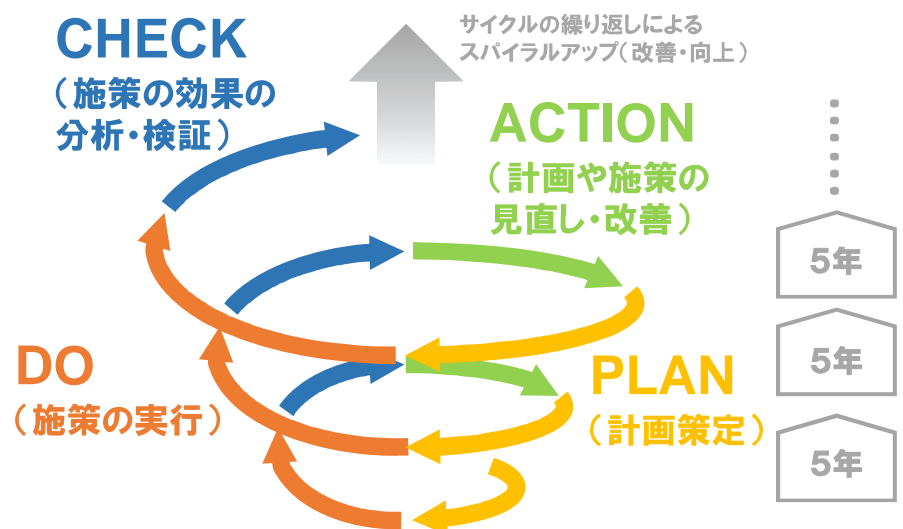 CHECK
（施策の効果の
分析・検証）
サイクルの繰り返しによる
スパイラルアップ（改善・向上）
ACTION
（計画や施策の
見直し・改善）
5年
DO
（施策の実行）
PLAN
（計画策定）
5年
5年